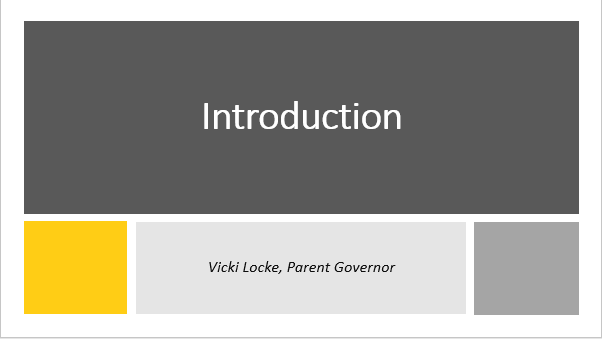 Introduction
Vicki Locke, Parent Governor